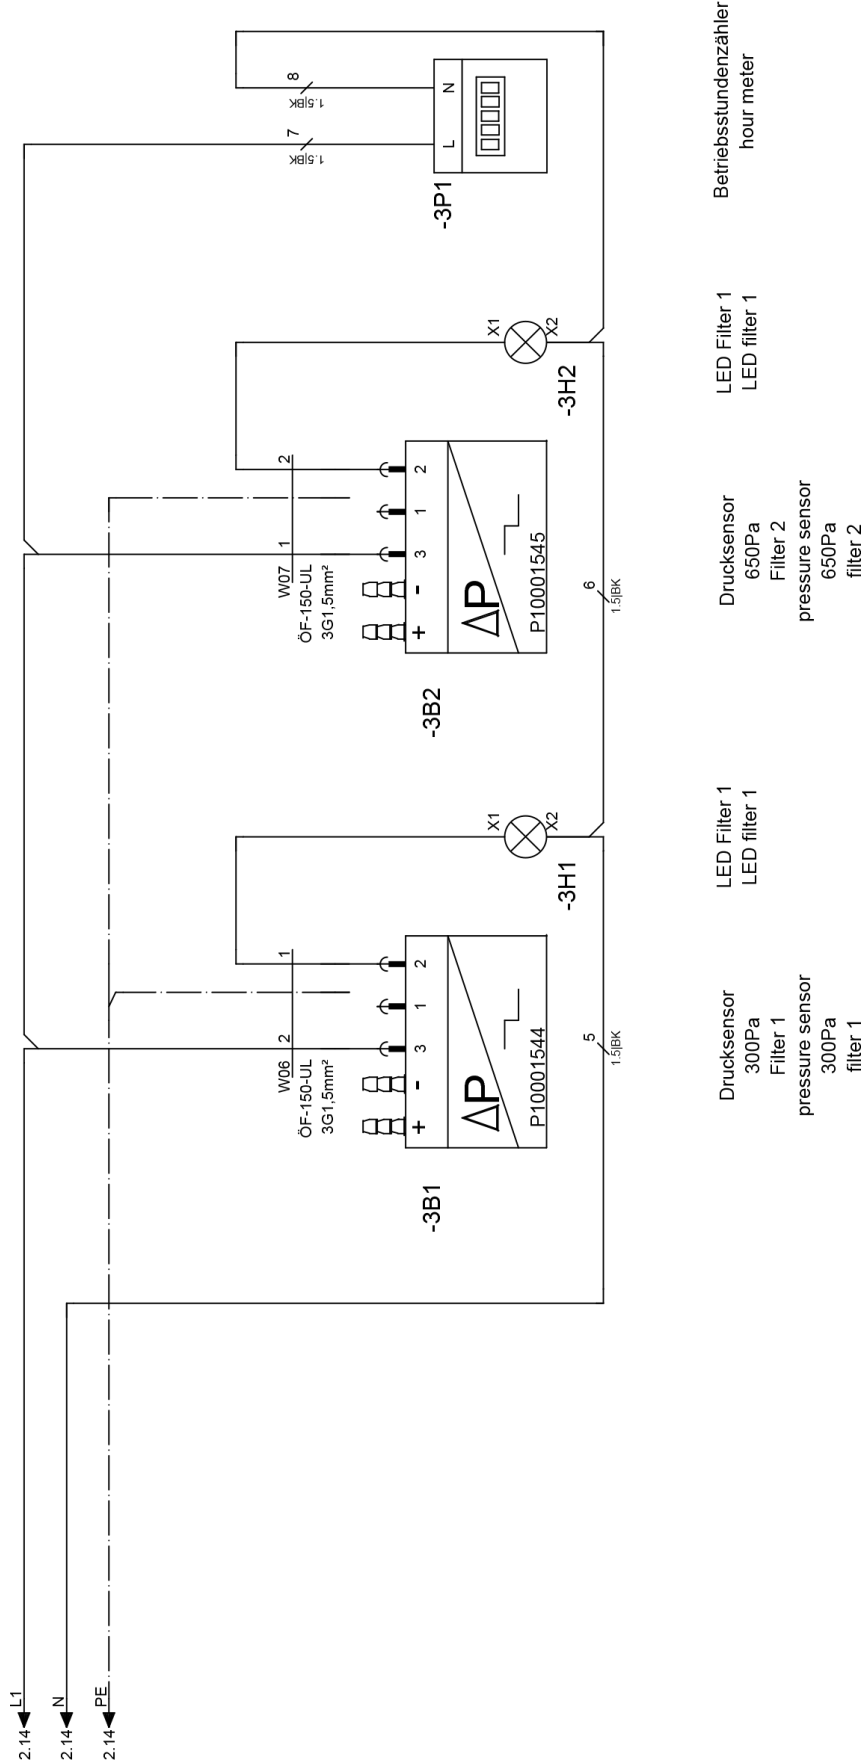 2.14
L1
2.14
N
2.14
PE
-3B1
W06
2
1
ÖF-150-UL
3G1,5mm²
+
-
3
1
2
ΔP
P10001544
5
1.5|BK
Drucksensor
300Pa
Filter 1
pressure sensor
300Pa
filter 1
X1
X2
-3H1
LED Filter 1
LED filter 1
-3B2
W07
1
2
ÖF-150-UL
3G1,5mm²
+
-
3
1
2
ΔP
P10001545
6
1.5|BK
Drucksensor
650Pa
Filter 2
pressure sensor
650Pa
filter 2
X1
X2
-3H2
LED Filter 1
LED filter 1
7
1.5|BK
8
1.5|BK
-3P1
L
N
Betriebsstundenzähler
hour meter